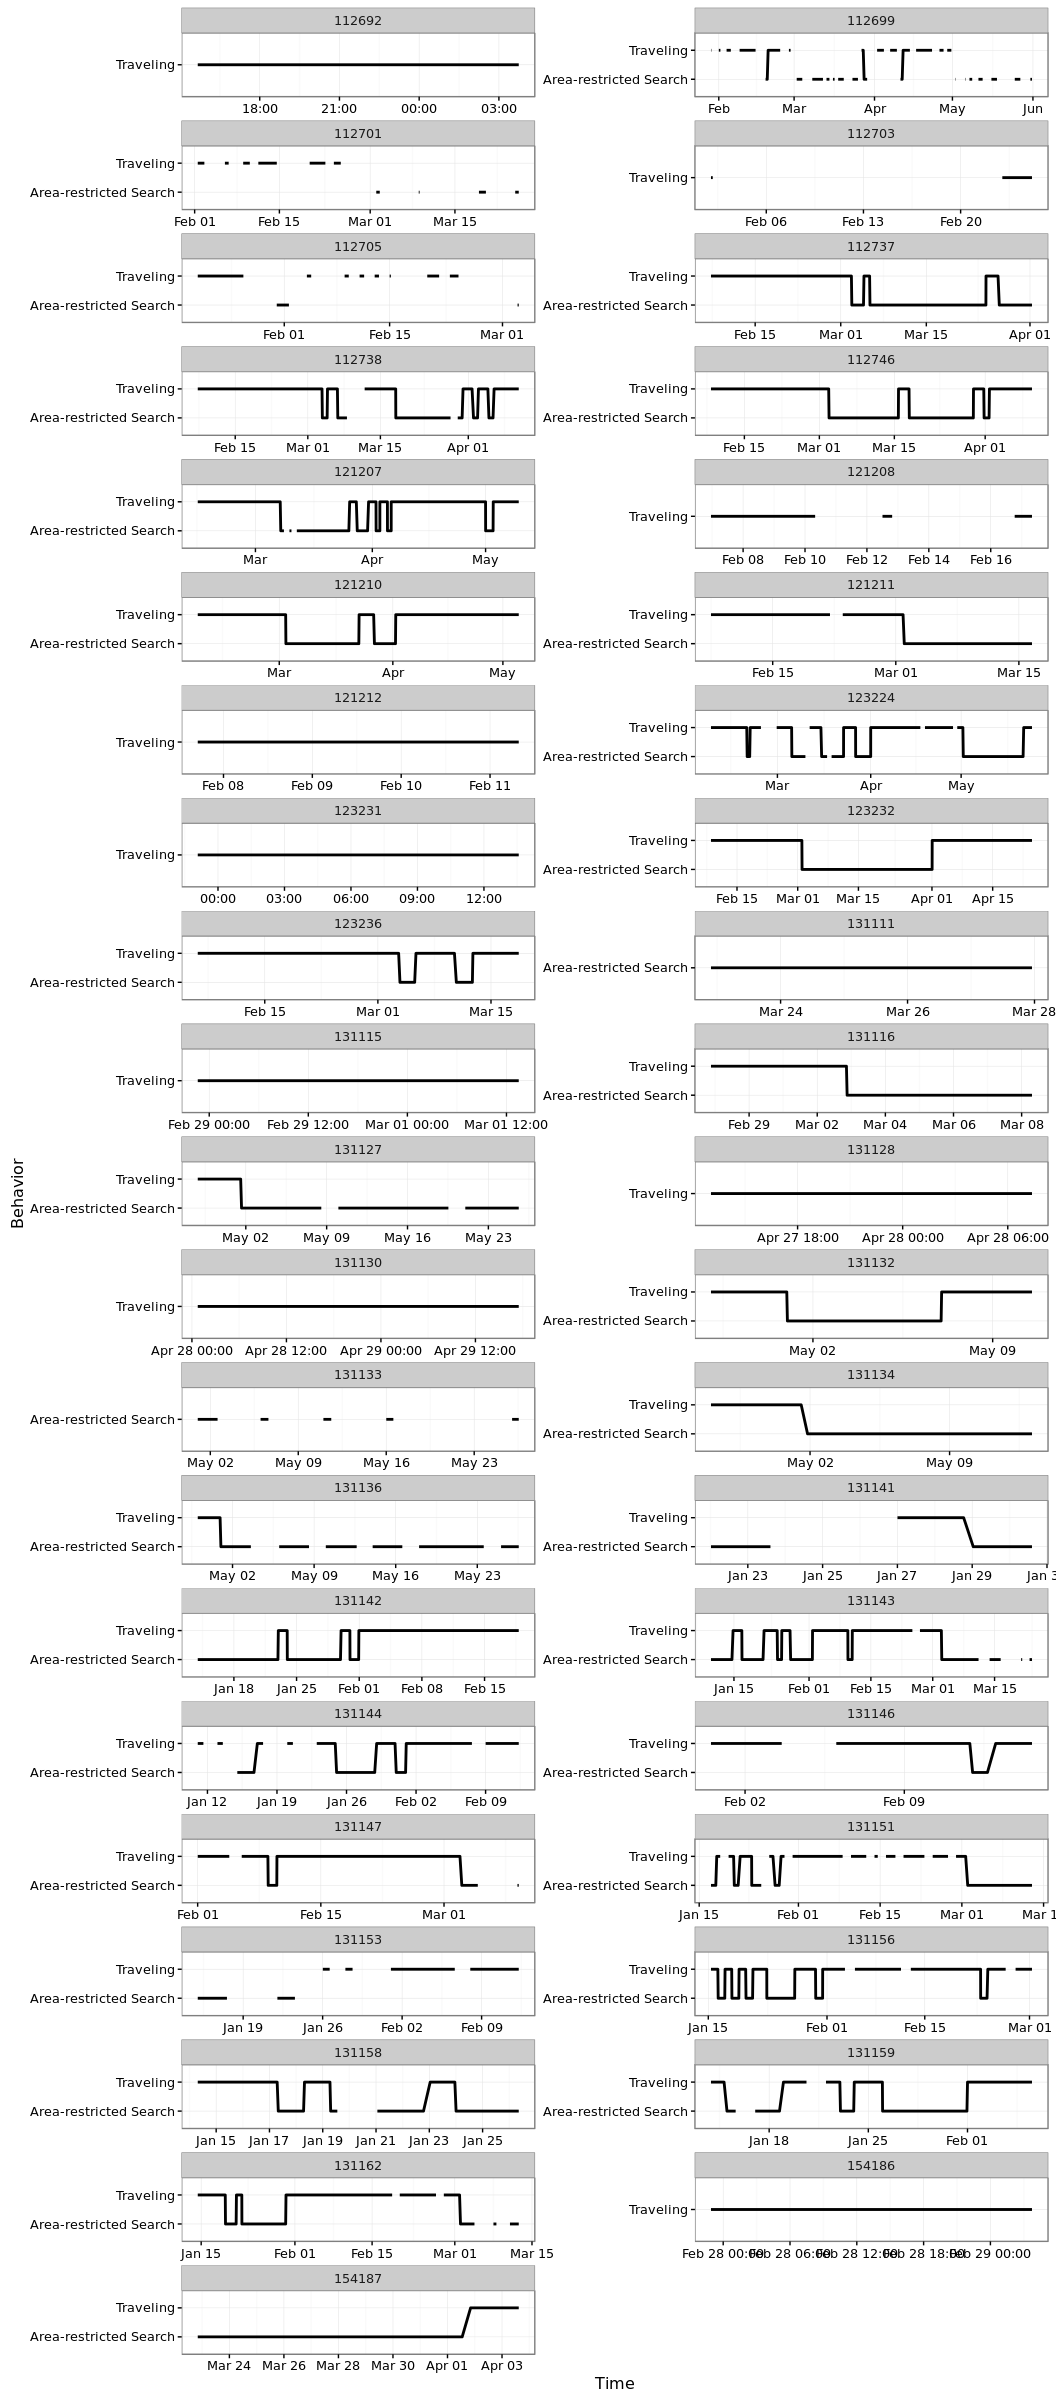 112692
112699
Traveling
Traveling
Area-restricted Search
18:00 21:00 00:00 03:00
Feb Mar Apr May Jun
112701
112703
Traveling
Area-restricted Search
Traveling
Feb 01 Feb 15 Mar 01 Mar 15
Feb 06 Feb 13 Feb 20
112705
112737
Traveling
Area-restricted Search
Traveling
Area-restricted Search
Feb 01 Feb 15 Mar 01
Feb 15 Mar 01 Mar 15 Apr 01
112738
112746
Traveling
Area-restricted Search
Traveling
Area-restricted Search
Feb 15 Mar 01 Mar 15 Apr 01
Feb 15 Mar 01 Mar 15 Apr 01
121207
121208
Traveling
Area-restricted Search
Traveling
Mar Apr May
Feb 08 Feb 10 Feb 12 Feb 14 Feb 16
121210
121211
Traveling
Area-restricted Search
Traveling
Area-restricted Search
Mar Apr May
Feb 15 Mar 01 Mar 15
121212
123224
Traveling
Traveling
Area-restricted Search
Feb 08 Feb 09 Feb 10 Feb 11
Mar Apr May
123231
123232
Traveling
Traveling
Area-restricted Search
00:00 03:00 06:00 09:00 12:00
Feb 15 Mar 01 Mar 15 Apr 01 Apr 15
123236
131111
Traveling
Area-restricted Search
Area-restricted Search
Feb 15 Mar 01 Mar 15
Mar 24 Mar 26 Mar 28
131115
131116
Traveling
Traveling
Area-restricted Search
Feb 29 00:00 Feb 29 12:00 Mar 01 00:00 Mar 01 12:00
Feb 29 Mar 02 Mar 04 Mar 06 Mar 08
131127
131128
Traveling
Area-restricted Search
Traveling
May 02 May 09 May 16 May 23
Apr 27 18:00 Apr 28 00:00 Apr 28 06:00
Behavior
131130
131132
Traveling
Traveling
Area-restricted Search
Apr 28 00:00 Apr 28 12:00 Apr 29 00:00 Apr 29 12:00
May 02 May 09
131133
131134
Area-restricted Search
Traveling
Area-restricted Search
May 02 May 09 May 16 May 23
May 02 May 09
131136
131141
Traveling
Area-restricted Search
Traveling
Area-restricted Search
May 02 May 09 May 16 May 23
Jan 23 Jan 25 Jan 27 Jan 29 Jan 3
131142
131143
Traveling
Area-restricted Search
Traveling
Area-restricted Search
Jan 18 Jan 25 Feb 01 Feb 08 Feb 15
Jan 15 Feb 01 Feb 15 Mar 01 Mar 15
131144
131146
Traveling
Area-restricted Search
Traveling
Area-restricted Search
Jan 12 Jan 19 Jan 26 Feb 02 Feb 09
Feb 02 Feb 09
131147
131151
Traveling
Area-restricted Search
Traveling
Area-restricted Search
Feb 01 Feb 15 Mar 01
Jan 15 Feb 01 Feb 15 Mar 01 Mar 1
131153
131156
Traveling
Area-restricted Search
Traveling
Area-restricted Search
Jan 19 Jan 26 Feb 02 Feb 09
Jan 15 Feb 01 Feb 15 Mar 01
131158
131159
Traveling
Area-restricted Search
Traveling
Area-restricted Search
Jan 15 Jan 17 Jan 19 Jan 21 Jan 23 Jan 25
Jan 18 Jan 25 Feb 01
131162
154186
Traveling
Area-restricted Search
Traveling
Jan 15 Feb 01 Feb 15 Mar 01 Mar 15
Feb 28 00:00 Feb 28 06:00 Feb 28 12:00 Feb 28 18:00 Feb 29 00:00
154187
Traveling
Area-restricted Search
Mar 24 Mar 26 Mar 28 Mar 30 Apr 01 Apr 03
Time